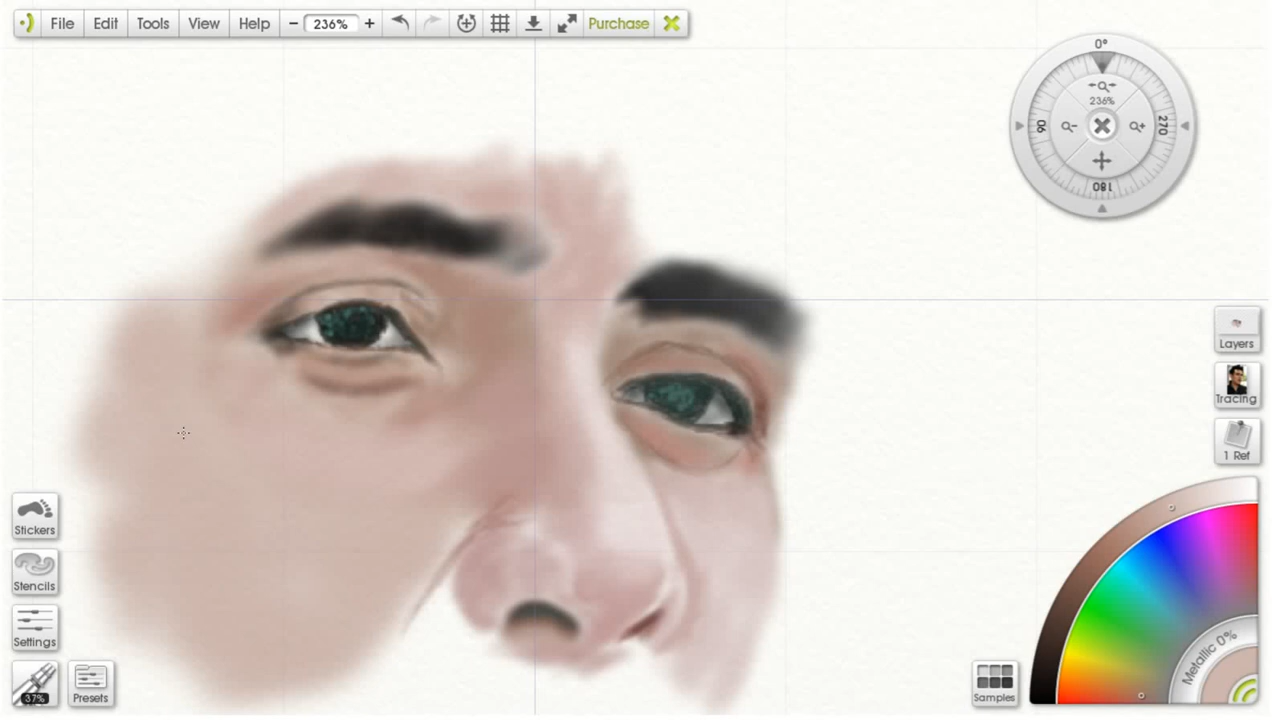 File Edit Tools View Help − 236% + Purchase
0°
236%
90
270
180
Layers
Tracing
1 Ref
Stickers
Stencils
Settings
37%
Presets
Samples
Metallic 0%